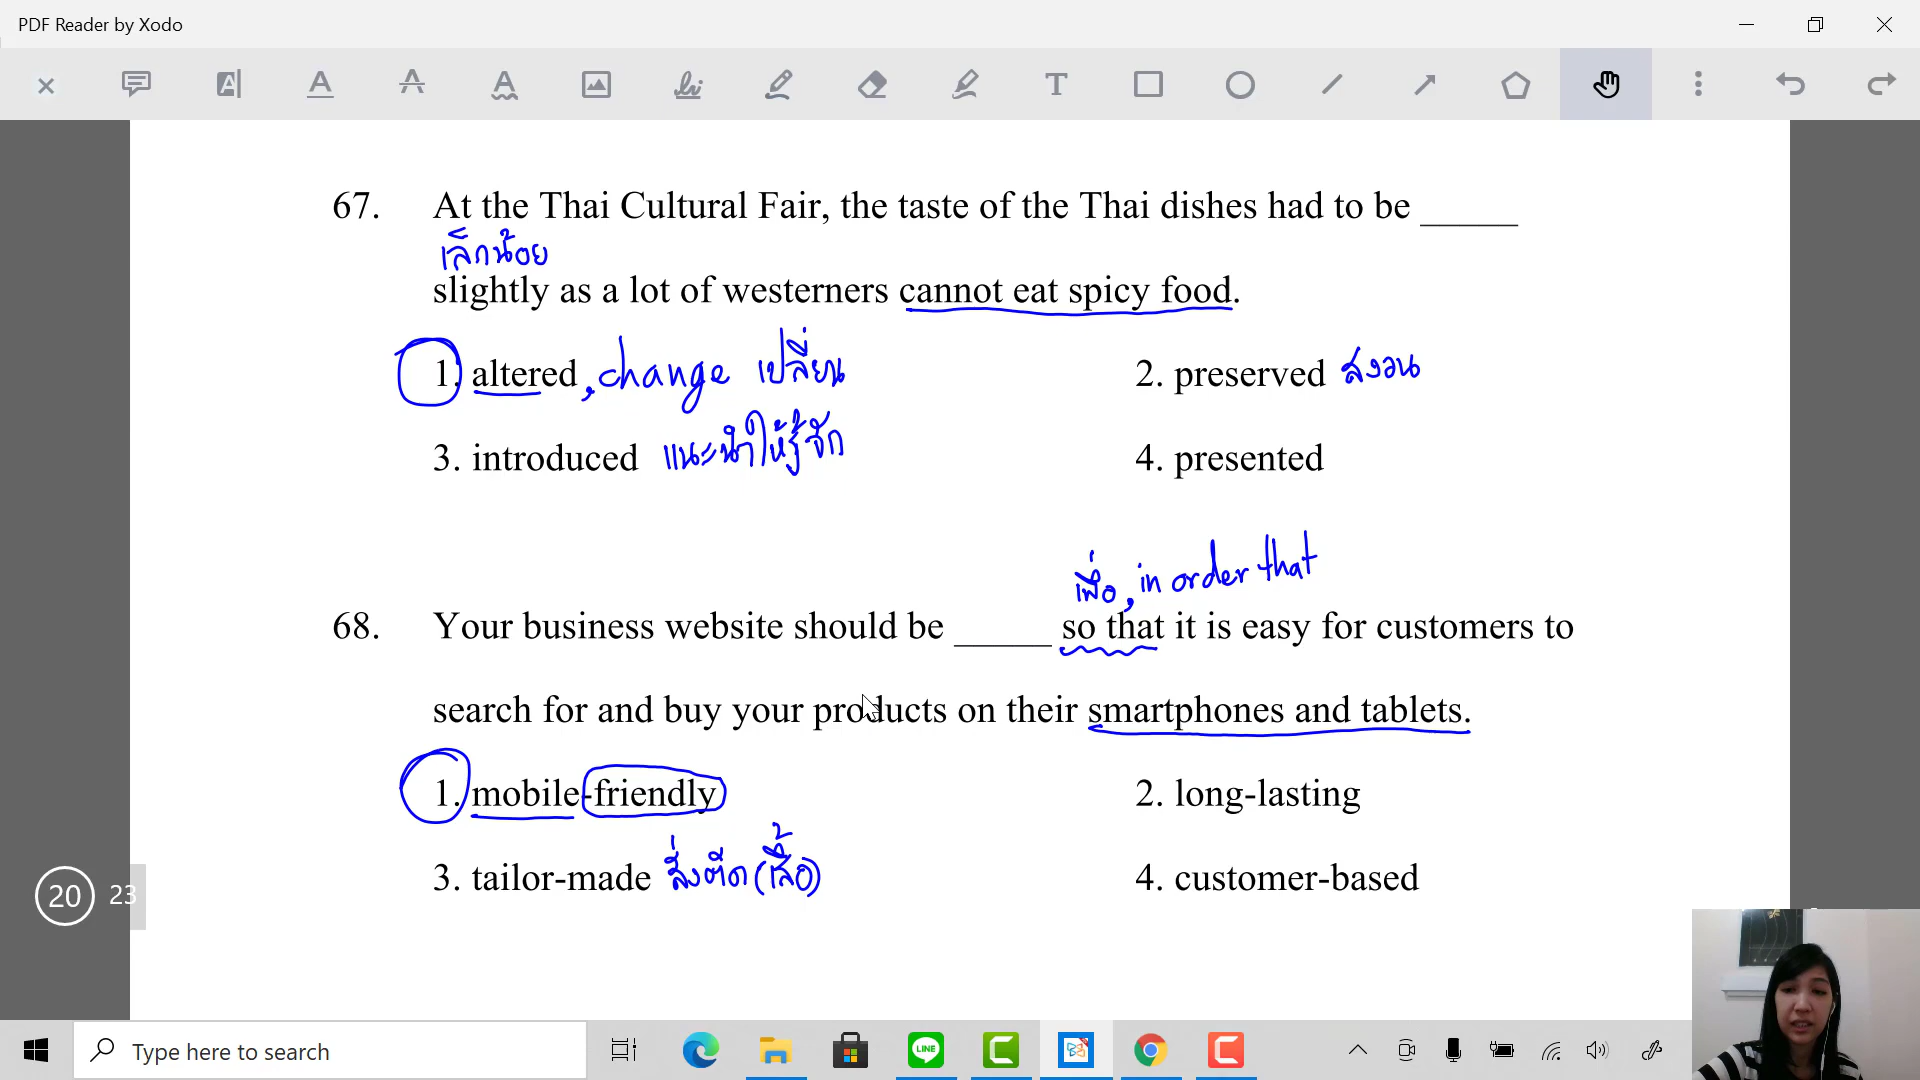 PDF Reader by Xodo
67. At the Thai Cultural Fair, the taste of the Thai dishes had to be _____
เล็กน้อย
slightly as a lot of westerners cannot eat spicy food.
1. altered, change เปลี่ยน
2. preserved สงวน
3. introduced แนะนำให้รู้จัก
4. presented
เพื่อ, in order that
68. Your business website should be _____ so that it is easy for customers to
search for and buy your products on their smartphones and tablets.
1. mobile-friendly
2. long-lasting
3. tailor-made สั่งตัด (เสื้อ)
4. customer-based
20 23
Type here to search
LINE